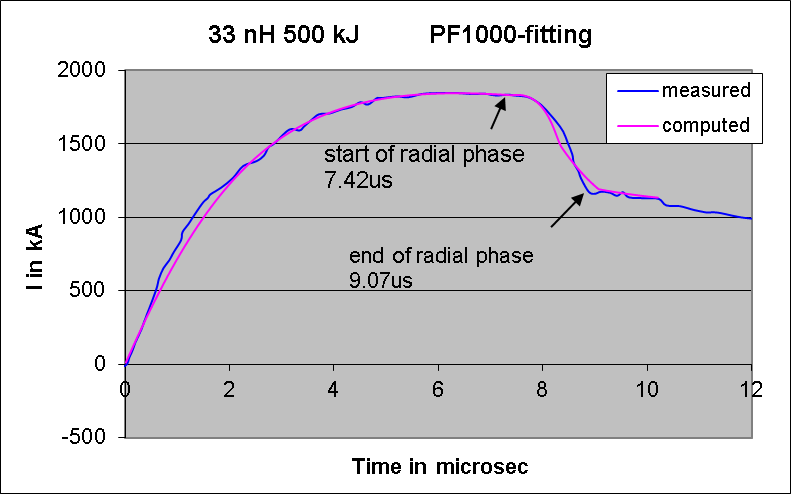 33 nH 500 kJ PF1000-fitting
2000
1500
1000
500
0
-500
I in kA
measured
computed
start of radial phase
7.42us
end of radial phase
9.07us
0 2 4 6 8 10 12
Time in microsec